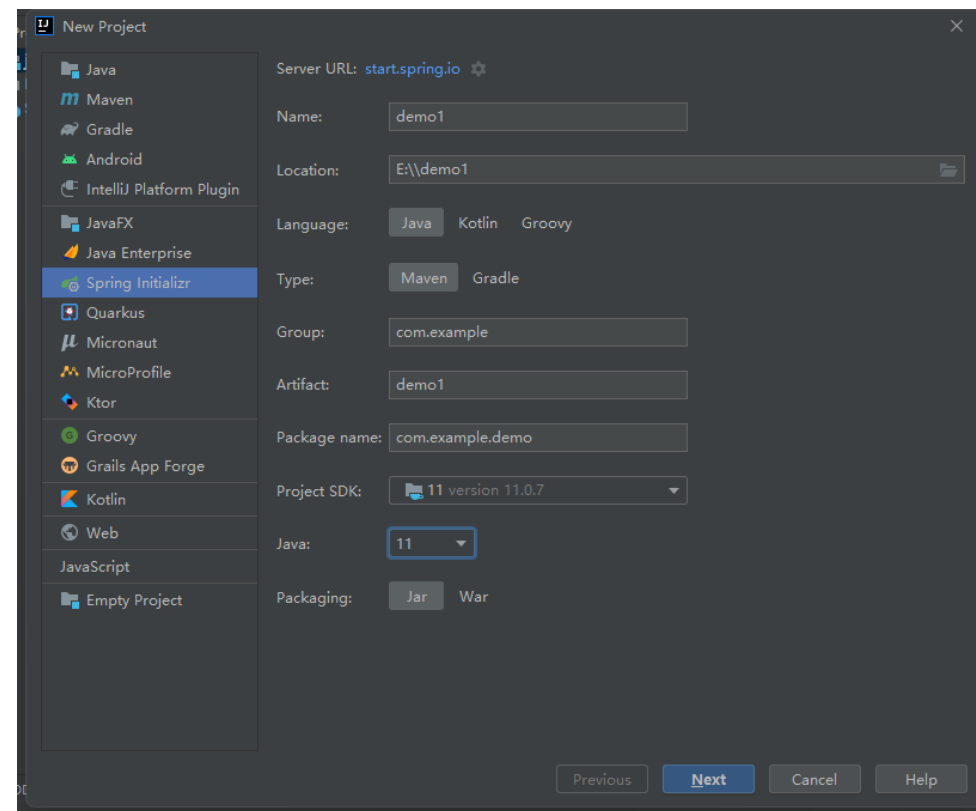 New Project
Java
Maven
Gradle
Android
IntelliJ Platform Plugin
JavaFX
Java Enterprise
Spring Initializr
Quarkus
Micronaut
MicroProfile
Ktor
Groovy
Grails App Forge
Kotlin
Web
JavaScript
Empty Project
Server URL: start.spring.io
Name: demo1
Location: E:\\demo1
Language: Java Kotlin Groovy
Type: Maven Gradle
Group: com.example
Artifact: demo1
Package name: com.example.demo
Project SDK: 11 version 11.0.7
Java: 11
Packaging: Jar War
Previous Next Cancel Help